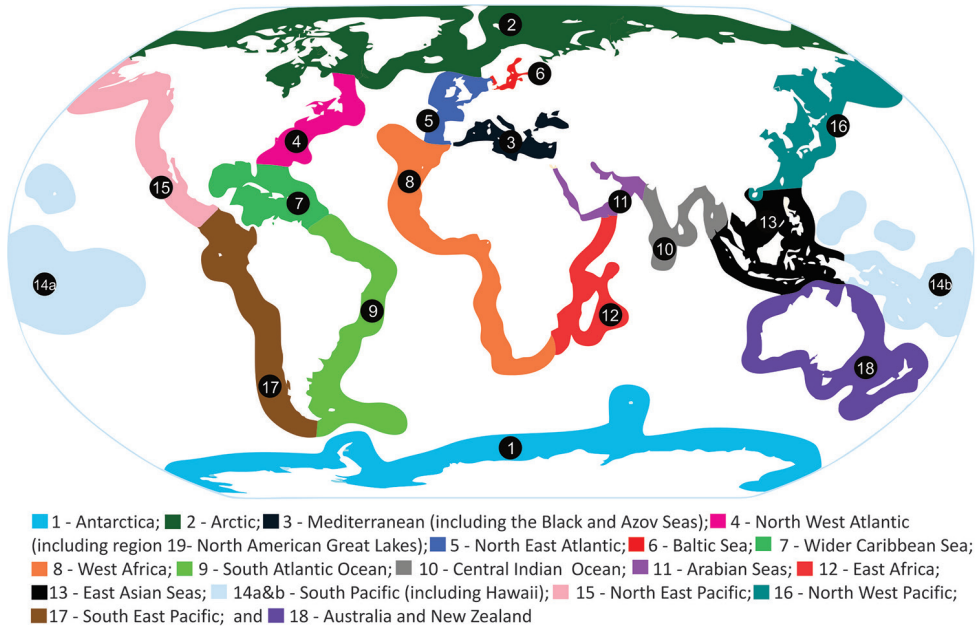 2
6
5
4
3
16
15
8
7
11
13
10
14a
14b
9
12
18
17
1
1 - Antarctica; 2 - Arctic; 3 - Mediterranean (including the Black and Azov Seas); 4 - North West Atlantic
(including region 19- North American Great Lakes); 5 - North East Atlantic; 6 - Baltic Sea; 7 - Wider Caribbean Sea;
8 - West Africa; 9 - South Atlantic Ocean; 10 - Central Indian Ocean; 11 - Arabian Seas; 12 - East Africa;
13 - East Asian Seas; 14a&b - South Pacific (including Hawaii); 15 - North East Pacific; 16 - North West Pacific;
17 - South East Pacific; and 18 - Australia and New Zealand